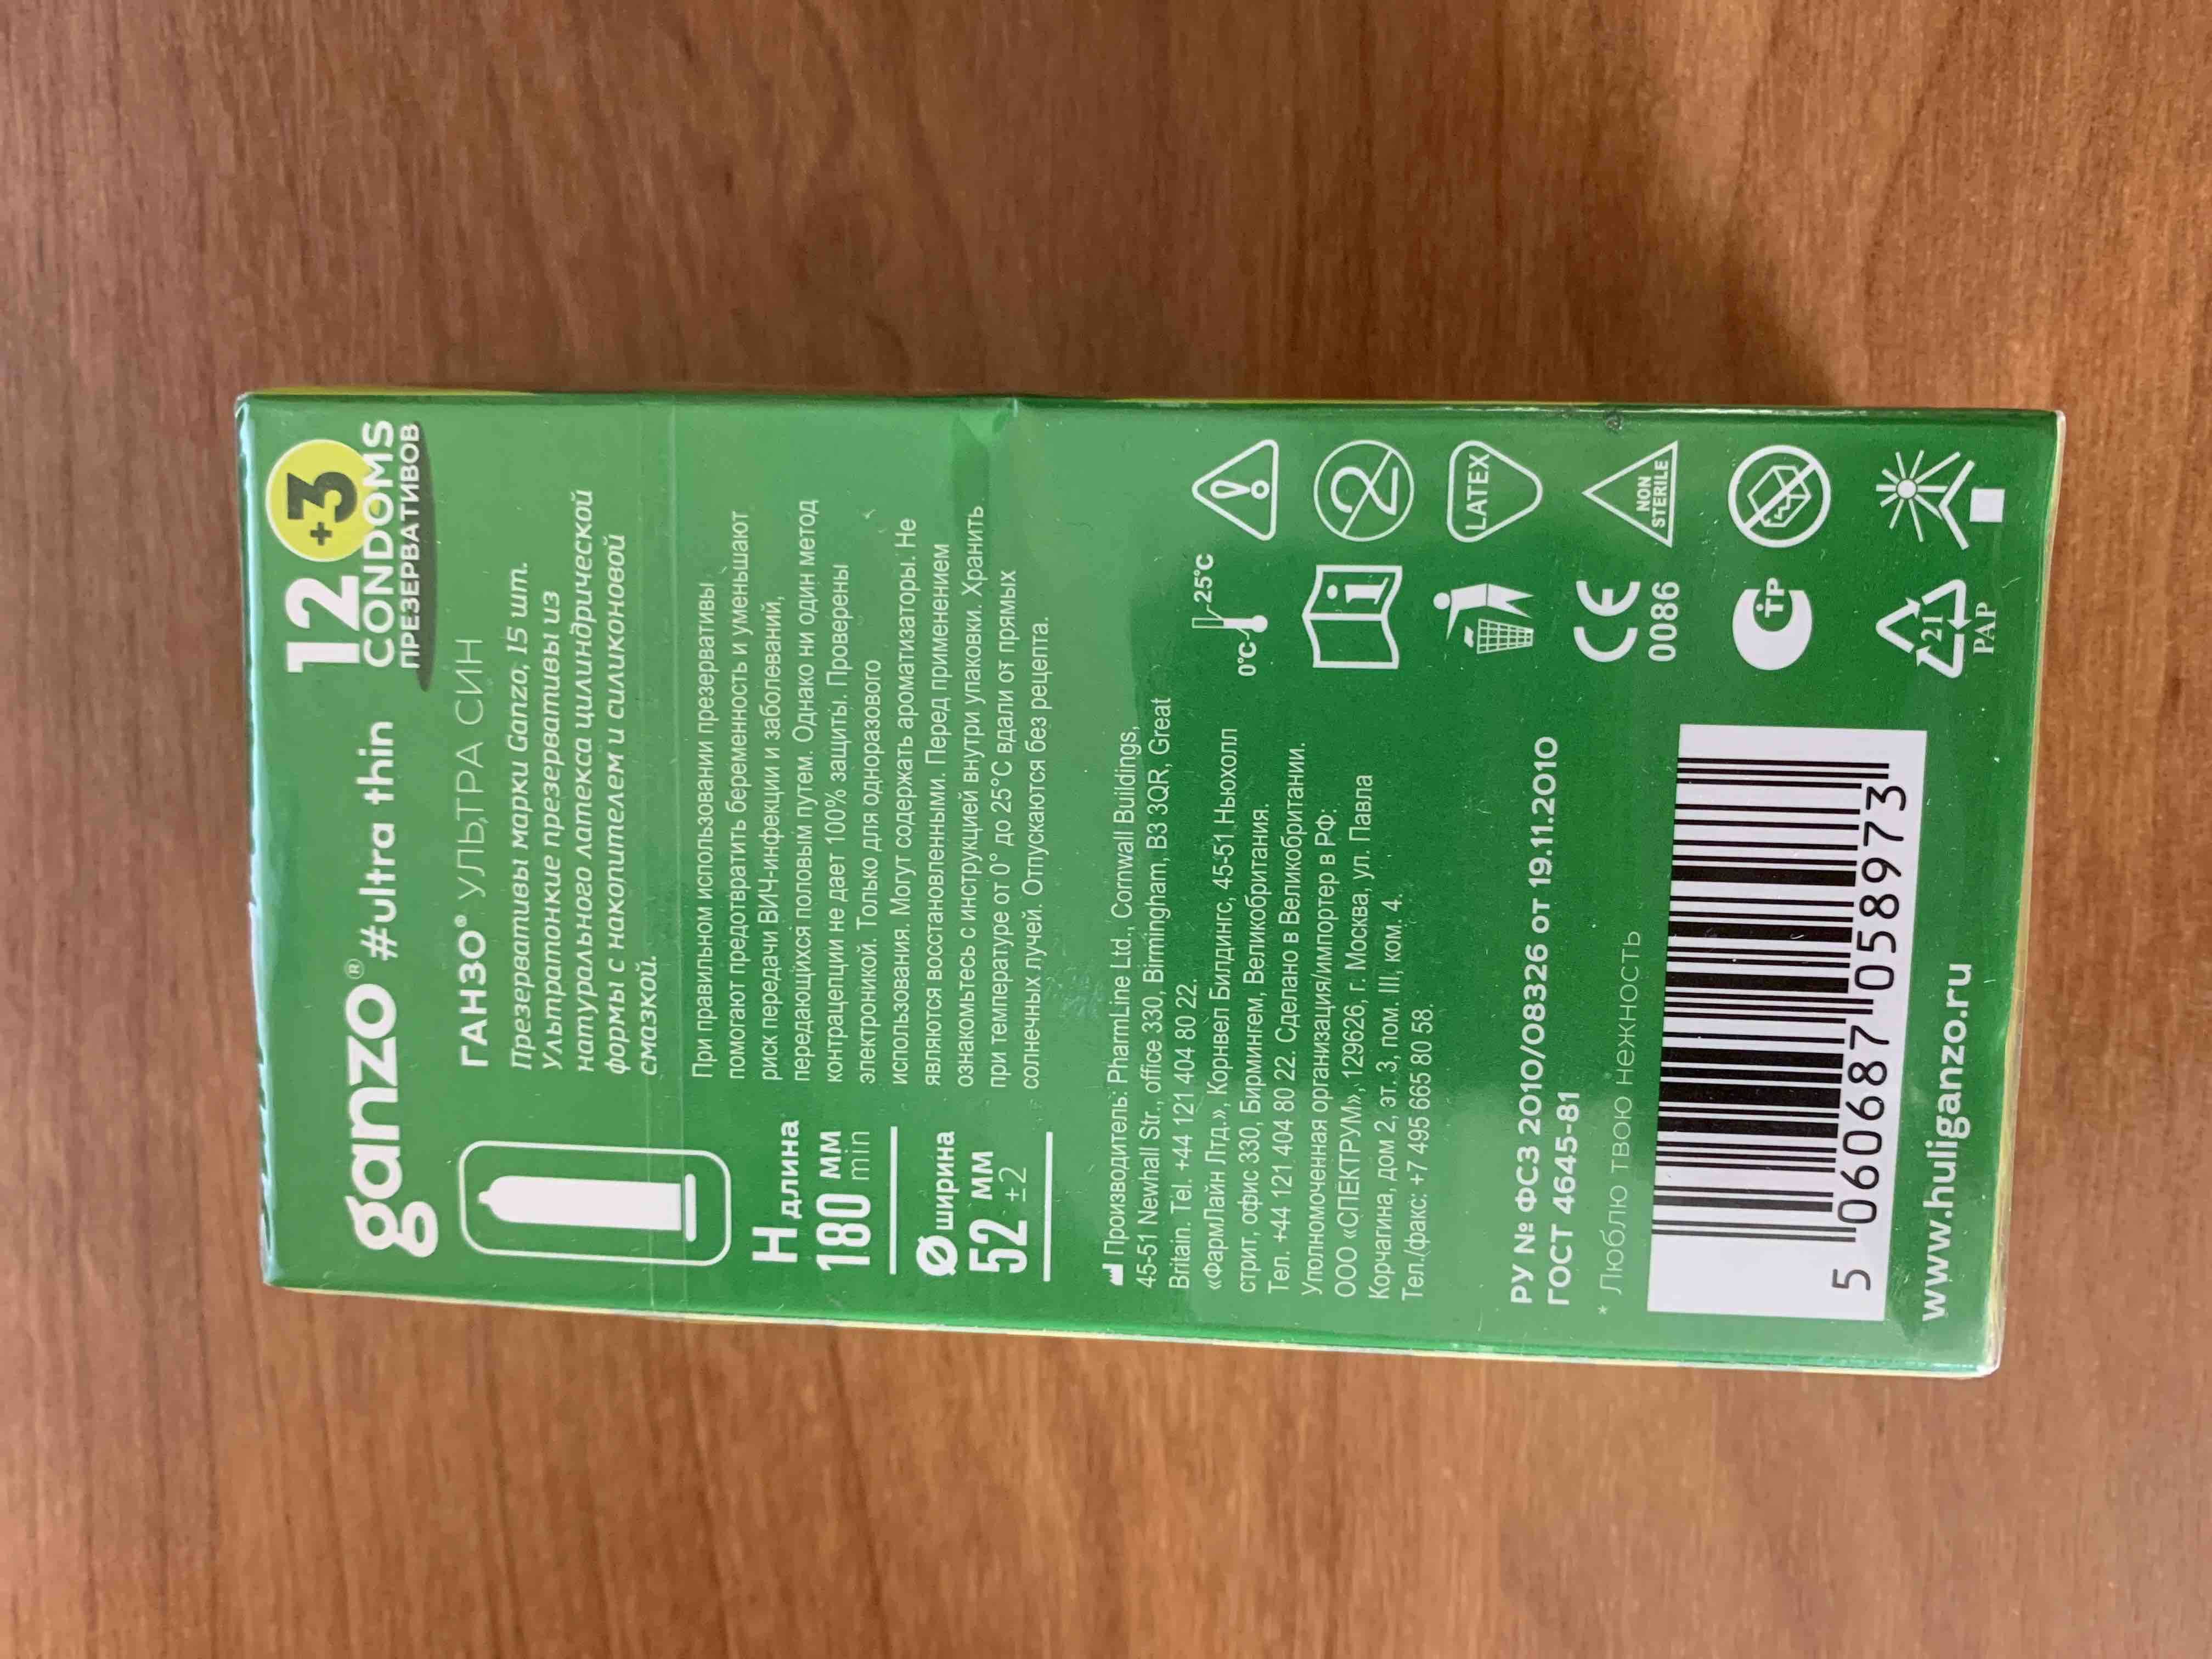 ganzo® #ultra thin
12 +3
CONDOMS
ПРЕЗЕРВАТИВОВ
ГАНЗО® УЛЬТРА СИН
Презервативы марки Ganzo, 15 шт.
Ультратонкие презервативы из
натурального латекса цилиндрической
формы с накопителем и силиконовой
смазкой.
H длина
180 мм
min
Ø ширина
52 мм
±2
При правильном использовании презервативы
помогают предотвратить беременность и уменьшают
риск передачи ВИЧ-инфекции и заболеваний,
передающихся половым путем. Однако ни один метод
контрацепции не дает 100% защиты. Проверены
электроникой. Только для одноразового
использования. Могут содержать ароматизаторы. Не
являются восстановленными. Перед применением
ознакомьтесь с инструкцией внутри упаковки. Хранить
при температуре от 0° до 25°С вдали от прямых
солнечных лучей. Отпускаются без рецепта.
Производитель: PharmLine Ltd., Cornwall Buildings,
45-51 Newhall Str., office 330, Birmingham, B3 3QR, Great
Britain. Tel. +44 121 404 80 22.
«ФармЛайн Лтд.», Корнвел Билдингс, 45-51 Ньюхолл
стрит, офис 330, Бирмингем, Великобритания.
Тел. +44 121 404 80 22. Сделано в Великобритании.
Уполномоченная организация/импортер в РФ:
ООО «СПЕКТРУМ», 129626, г. Москва, ул. Павла
Корчагина, дом 2, эт. 3, пом. III, ком. 4.
Тел./факс: +7 495 665 80 58.
0°C 25°C
2
LATEX
CE
0086
NON
STERILE
TP
21
PAP
РУ № ФСЗ 2010/08326 от 19.11.2010
ГОСТ 4645-81
* Люблю твою нежность
5 060687 058973
www.huliganzo.ru